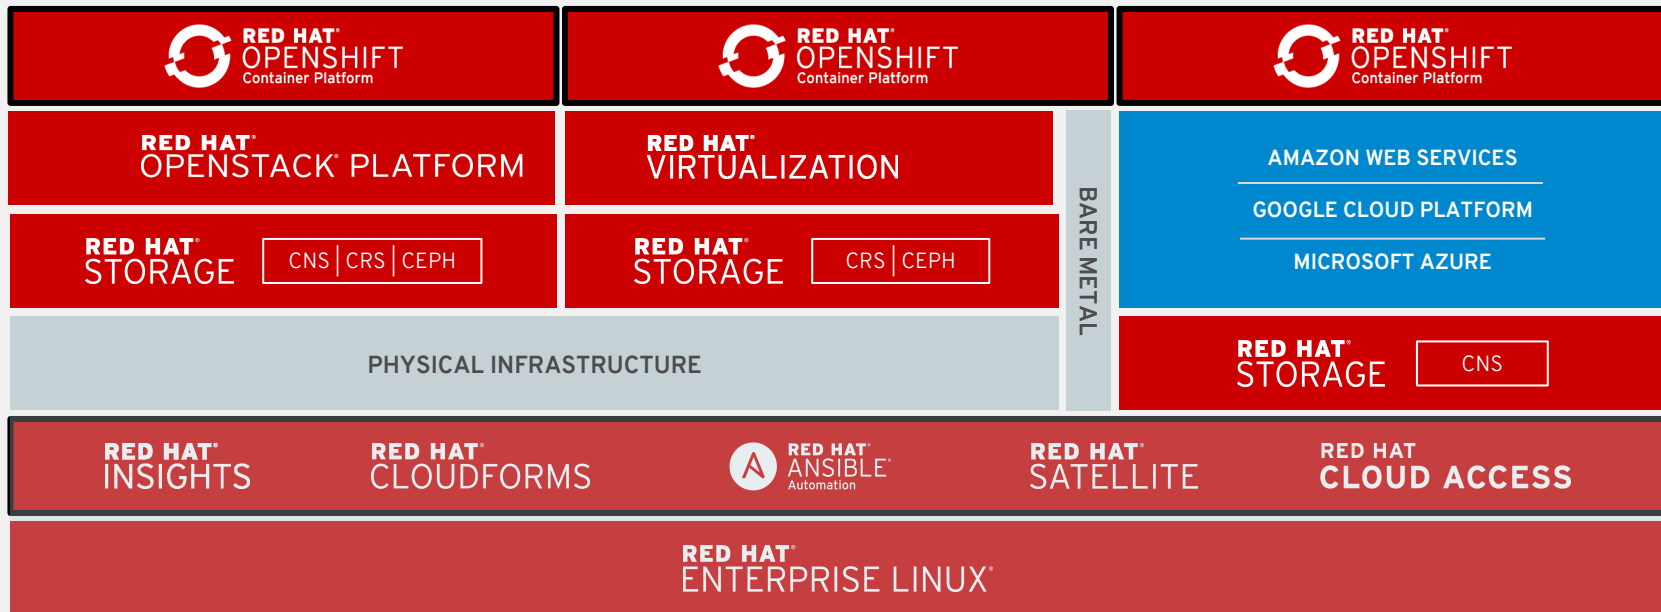 RED HAT®
OPENSHIFT
Container Platform
RED HAT®
OPENSHIFT
Container Platform
RED HAT®
OPENSHIFT
Container Platform
RED HAT®
OPENSTACK® PLATFORM
RED HAT®
VIRTUALIZATION
BARE METAL
AMAZON WEB SERVICES
GOOGLE CLOUD PLATFORM
MICROSOFT AZURE
RED HAT®
STORAGE
CNS | CRS | CEPH
RED HAT®
STORAGE
CRS | CEPH
PHYSICAL INFRASTRUCTURE
RED HAT®
STORAGE
CNS
RED HAT®
INSIGHTS
RED HAT®
CLOUDFORMS
RED HAT®
ANSIBLE®
Automation
RED HAT®
SATELLITE
RED HAT
CLOUD ACCESS
RED HAT®
ENTERPRISE LINUX®